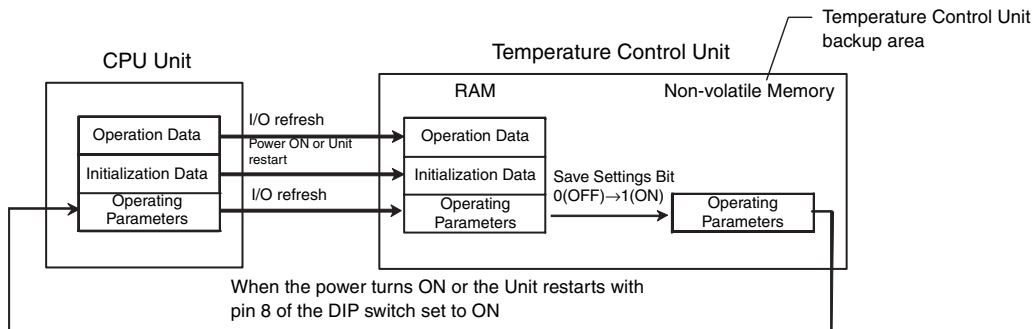 Temperature Control Unit
backup area
CPU Unit
Temperature Control Unit
RAM
Non-volatile Memory
Operation Data
I/O refresh
Operation Data
Power ON or Unit
restart
Initialization Data
Initialization Data
Save Settings Bit
0(OFF)→1(ON)
Operating
Parameters
I/O refresh
Operating
Parameters
Operating
Parameters
When the power turns ON or the Unit restarts with
pin 8 of the DIP switch set to ON